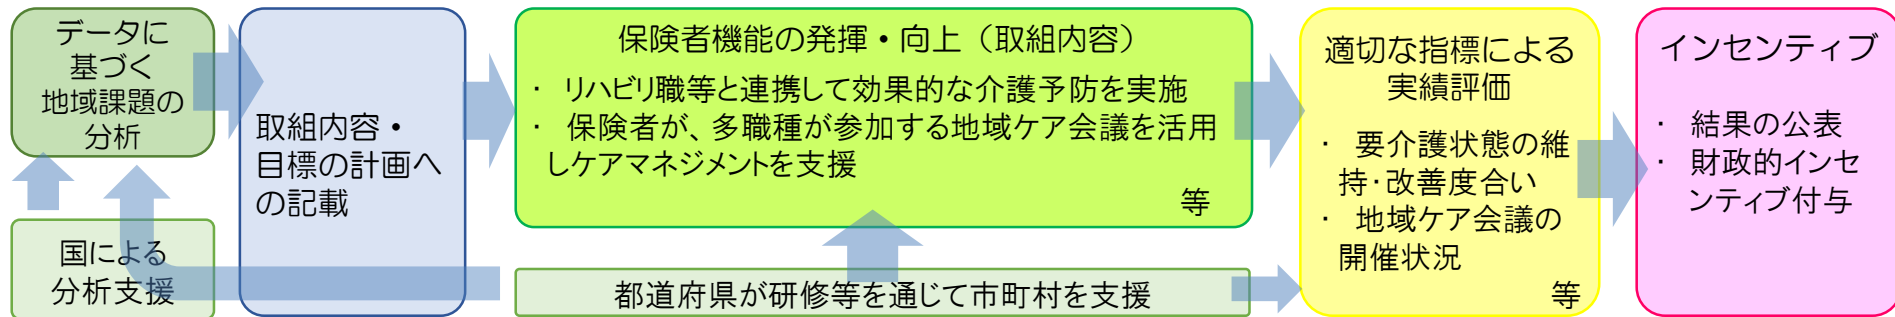 データに
基づく
地域課題の
分析
国による
分析支援
取組内容・
目標の計画へ
の記載
保険者機能の発揮・向上（取組内容）
・ リハビリ職等と連携して効果的な介護予防を実施
・ 保険者が、多職種が参加する地域ケア会議を活用
しケアマネジメントを支援
等
都道府県が研修等を通じて市町村を支援
適切な指標による
実績評価
・ 要介護状態の維
持・改善度合い
・ 地域ケア会議の
開催状況
等
インセンティブ
・ 結果の公表
・ 財政的インセ
ンティブ付与